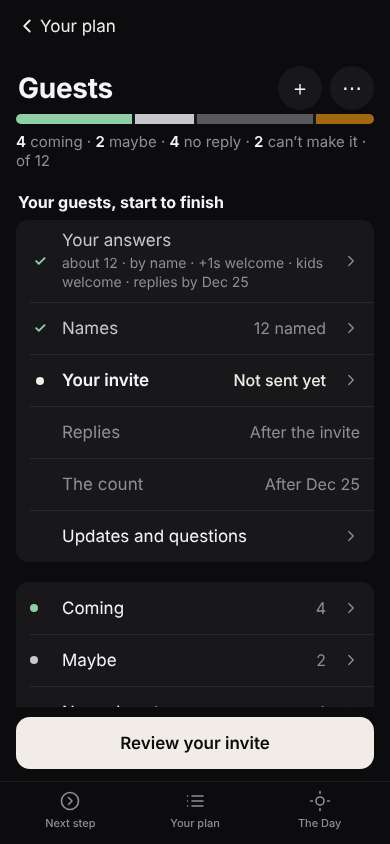 Your plan
Guests
4 coming · 2 maybe · 4 no reply · 2 can't make it ·
of 12
Your guests, start to finish
Your answers
about 12 · by name · +1s welcome · kids
welcome · replies by Dec 25
Names 12 named
Your invite Not sent yet
Replies After the invite
The count After Dec 25
Updates and questions
Coming 4
Maybe 2
Review your invite
Next step Your plan The Day